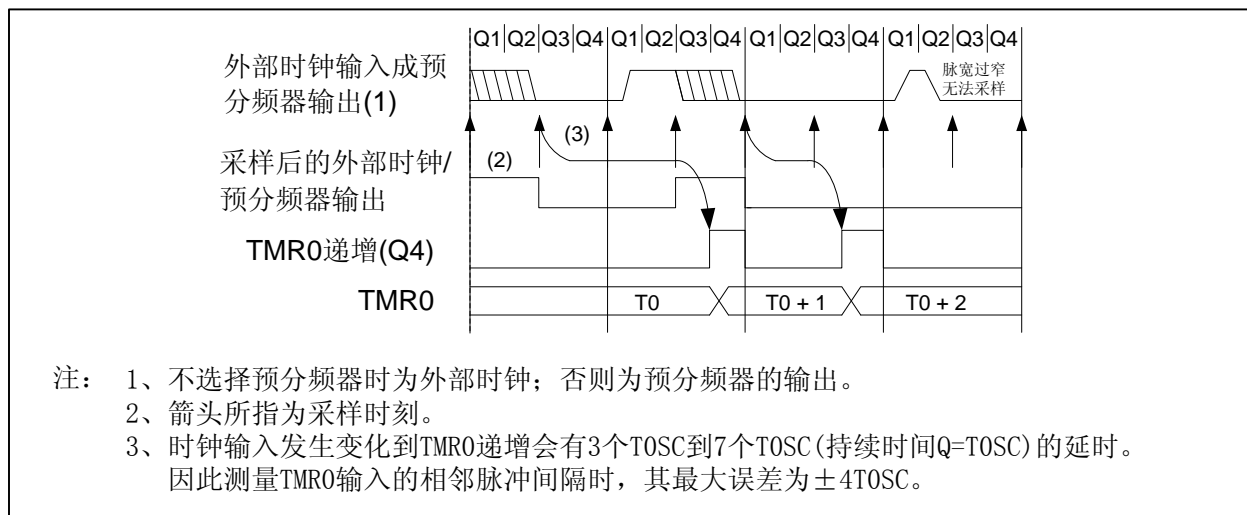 Q1|Q2|Q3|Q4|Q1|Q2|Q3|Q4|Q1|Q2|Q3|Q4|Q1|Q2|Q3|Q4
外部时钟输入成预
分频器输出(1)
脉宽过窄
无法采样
(3)
采样后的外部时钟/
预分频器输出
(2)
TMR0递增(Q4)
TMR0
T0
T0 + 1
T0 + 2
注: 1、不选择预分频器时为外部时钟; 否则为预分频器的输出。
2、箭头所指为采样时刻。
3、时钟输入发生变化到TMR0递增会有3个TOSC到7个TOSC(持续时间Q=TOSC)的延时。
因此测量TMR0输入的相邻脉冲间隔时，其最大误差为±4TOSC。